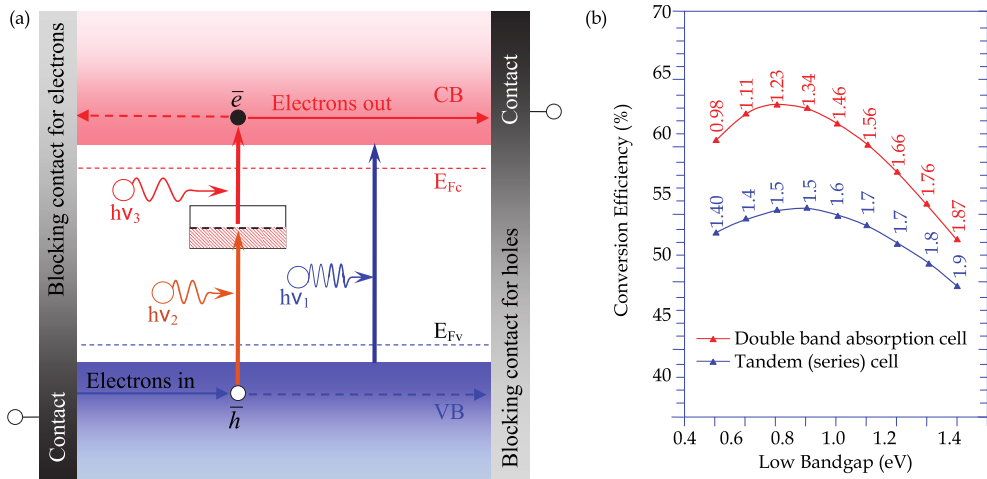 (a)
Blocking contact for electrons
Contact
e̅
CB
Electrons out
E_Fc
hν₃
hν₂
hν₁
E_Fv
Electrons in
h̅
VB
Contact
Blocking contact for holes
(b)
Conversion Efficiency (%)
70
65
60
55
50
45
40
0.98
1.11
1.23
1.34
1.46
1.56
1.66
1.76
1.87
1.40
1.4
1.5
1.5
1.6
1.7
1.7
1.8
1.9
Double band absorption cell
Tandem (series) cell
0.4 0.6 0.8 1.0 1.2 1.4
Low Bandgap (eV)